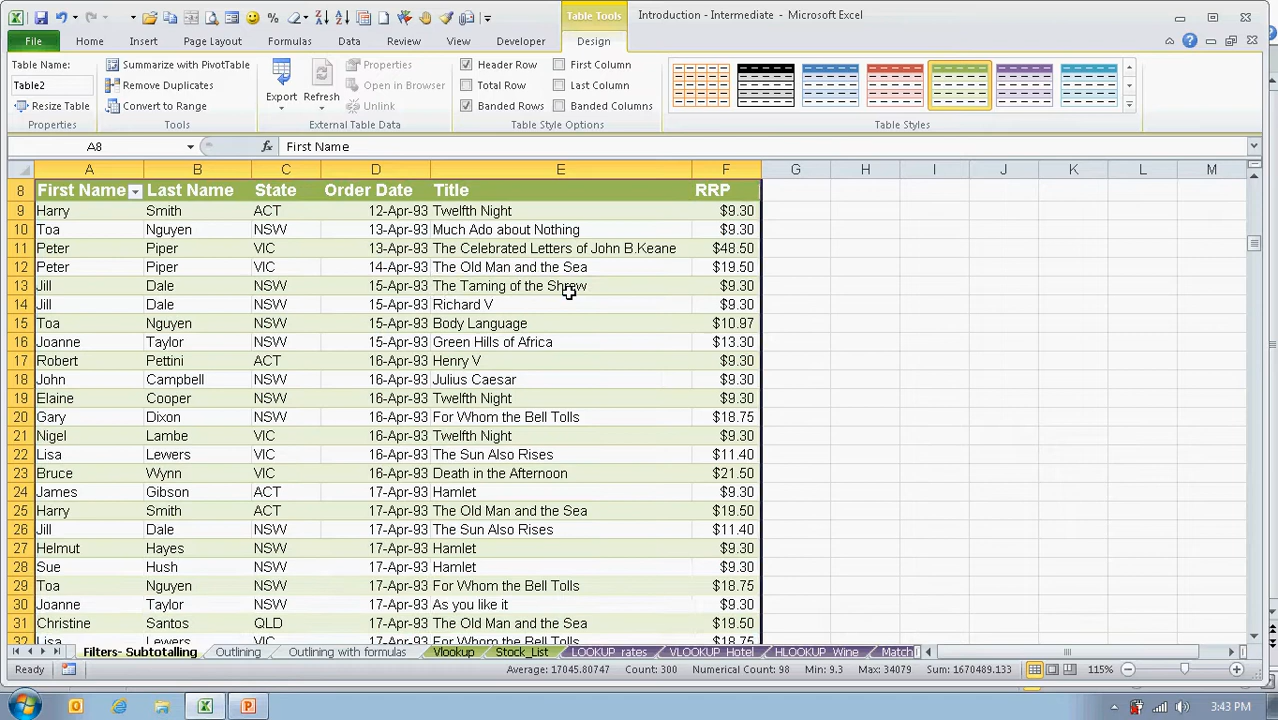 Table Tools
Introduction - Intermediate - Microsoft Excel
File Home Insert Page Layout Formulas Data Review View Developer Design
Table Name:
Table2
Resize Table
Properties
Summarize with PivotTable
Remove Duplicates
Convert to Range
Tools
Export Refresh
Properties
Open in Browser
Unlink
External Table Data
Header Row First Column
Total Row Last Column
Banded Rows Banded Columns
Table Style Options
Table Styles
A8 fx First Name
A B C D E F G H I J K L M
8 First Name Last Name State Order Date Title RRP
9 Harry Smith ACT 12-Apr-93 Twelfth Night $9.30
10 Toa Nguyen NSW 13-Apr-93 Much Ado about Nothing $9.30
11 Peter Piper VIC 13-Apr-93 The Celebrated Letters of John B.Keane $48.50
12 Peter Piper VIC 14-Apr-93 The Old Man and the Sea $19.50
13 Jill Dale NSW 15-Apr-93 The Taming of the Shrew $9.30
14 Jill Dale NSW 15-Apr-93 Richard V $9.30
15 Toa Nguyen NSW 15-Apr-93 Body Language $10.97
16 Joanne Taylor NSW 15-Apr-93 Green Hills of Africa $13.30
17 Robert Pettini ACT 16-Apr-93 Henry V $9.30
18 John Campbell NSW 16-Apr-93 Julius Caesar $9.30
19 Elaine Cooper NSW 16-Apr-93 Twelfth Night $9.30
20 Gary Dixon NSW 16-Apr-93 For Whom the Bell Tolls $18.75
21 Nigel Lambe VIC 16-Apr-93 Twelfth Night $9.30
22 Lisa Lewers VIC 16-Apr-93 The Sun Also Rises $11.40
23 Bruce Wynn VIC 16-Apr-93 Death in the Afternoon $21.50
24 James Gibson ACT 17-Apr-93 Hamlet $9.30
25 Harry Smith ACT 17-Apr-93 The Old Man and the Sea $19.50
26 Jill Dale NSW 17-Apr-93 The Sun Also Rises $11.40
27 Helmut Hayes NSW 17-Apr-93 Hamlet $9.30
28 Sue Hush NSW 17-Apr-93 Hamlet $9.30
29 Toa Nguyen NSW 17-Apr-93 For Whom the Bell Tolls $18.75
30 Joanne Taylor NSW 17-Apr-93 As you like it $9.30
31 Christine Santos QLD 17-Apr-93 The Old Man and the Sea $19.50
32 Lisa Lewers VIC 17-Apr-93 For Whom the Bell Tolls $18.75
Filters- Subtotalling Outlining Outlining with formulas Vlookup Stock_List LOOKUP_rates VLOOKUP_Hotel HLOOKUP_Wine Match
Ready Average: 17045.80747 Count: 300 Numerical Count: 98 Min: 9.3 Max: 34079 Sum: 1670489.133 115%
3:43 PM